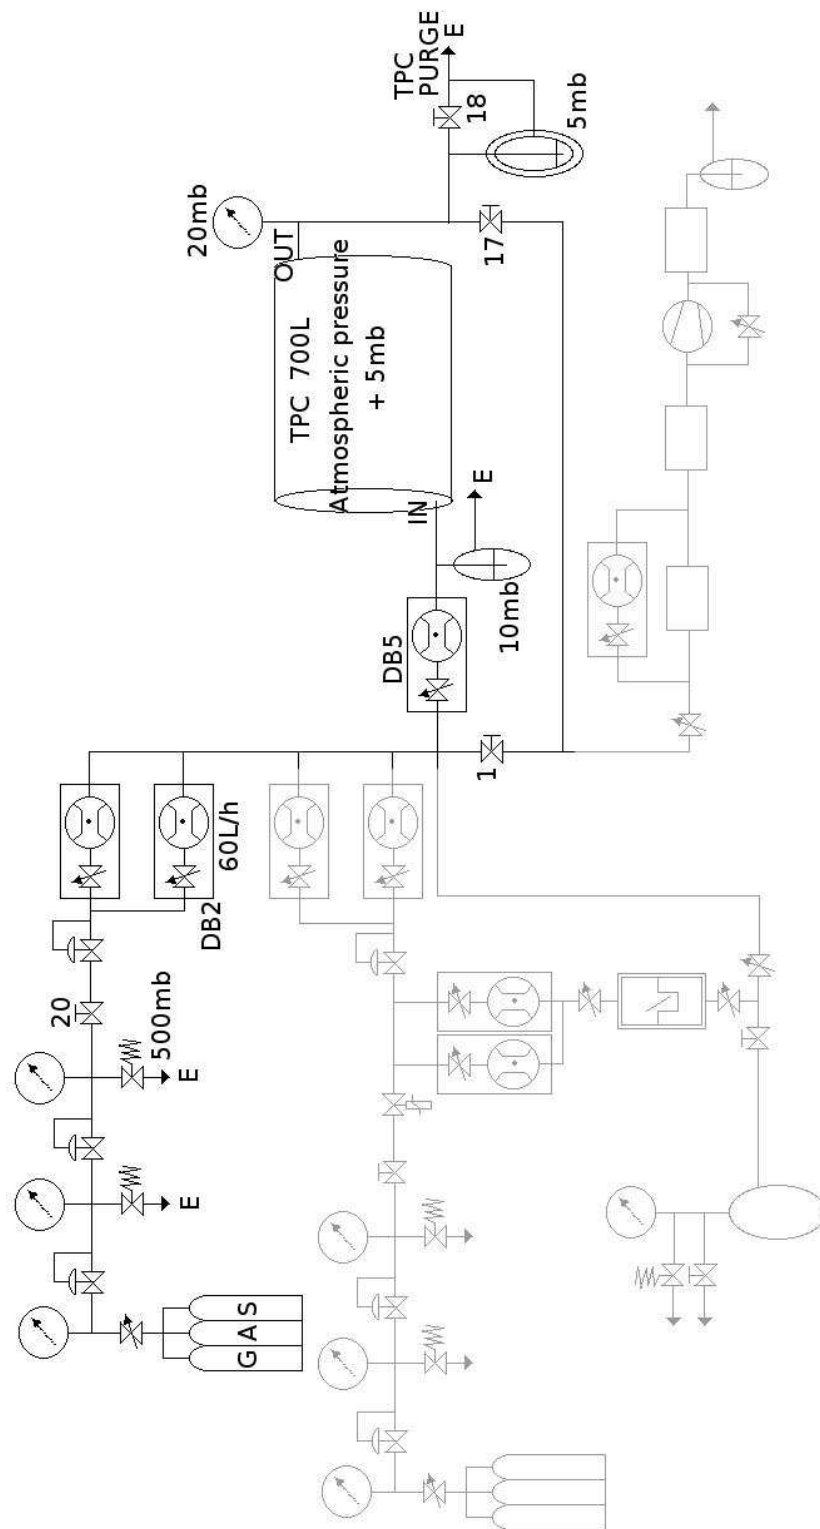 TPC
PURGE
E
18
5mb
20mb
OUT
17
TPC 700L
Atmospheric pressure
+ 5mb
IN
E
10mb
DB5
1
60L/h
DB2
20
500mb
E
E
GAS